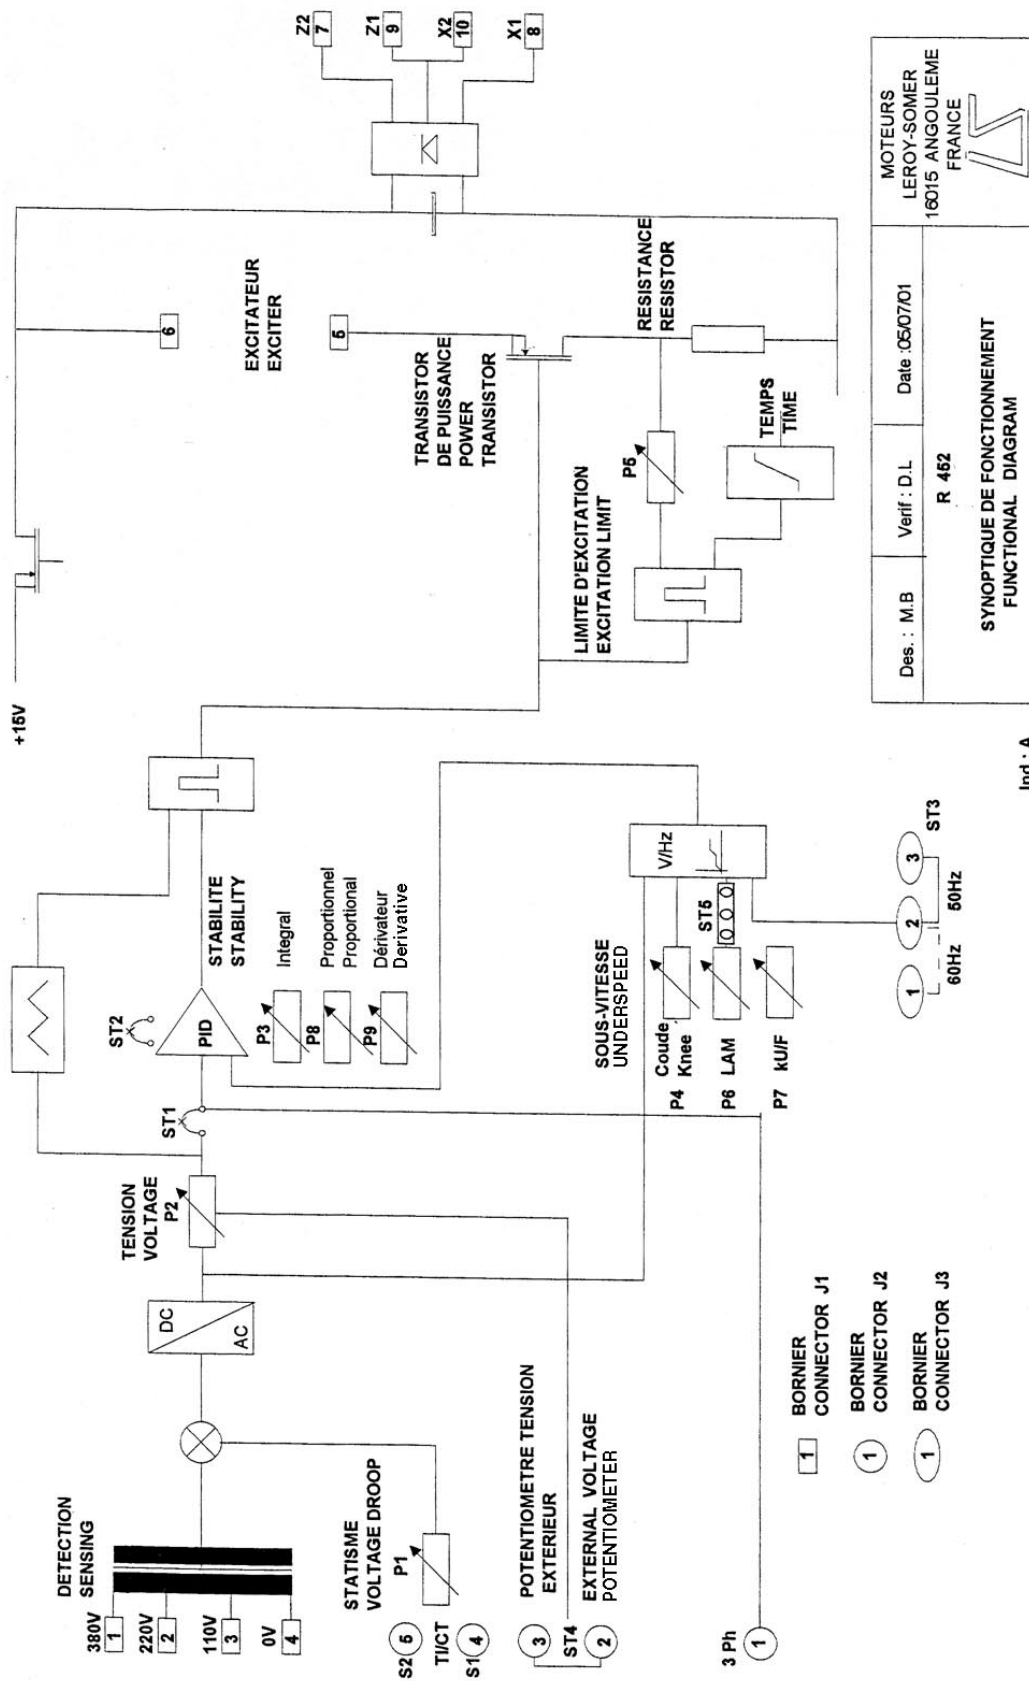 DETECTION
SENSING
380V
1
220V
2
110V
3
0V
4
STATISME
VOLTAGE DROOP
P1
S2
5
TI/CT
S1
4
POTENTIOMETRE TENSION
EXTERIEUR
3
ST4
2
EXTERNAL VOLTAGE
POTENTIOMETER
3 Ph
1
DC
AC
TENSION
VOLTAGE
P2
ST1
ST2
PID
STABILITE
STABILITY
P3
Integral
P8
Proportionnel
Proportional
P9
Dérivateur
Derivative
SOUS-VITESSE
UNDERSPEED
Coude
Knee
P4
P6 LAM
P7 kU/F
ST5
V/Hz
1
2
3
ST3
60Hz
50Hz
1
BORNIER
CONNECTOR J1
1
BORNIER
CONNECTOR J2
1
BORNIER
CONNECTOR J3
+15V
EXCITATEUR
EXCITER
6
5
TRANSISTOR
DE PUISSANCE
POWER
TRANSISTOR
LIMITE D'EXCITATION
EXCITATION LIMIT
P5
RESISTANCE
RESISTOR
TEMPS
TIME
Z2
7
Z1
9
X2
10
X1
8
Des. : M.B
Verif : D.L
Date :05/07/01
MOTEURS
LEROY-SOMER
16015 ANGOULEME
FRANCE
R 452
SYNOPTIQUE DE FONCTIONNEMENT
FUNCTIONAL DIAGRAM
Ind : A